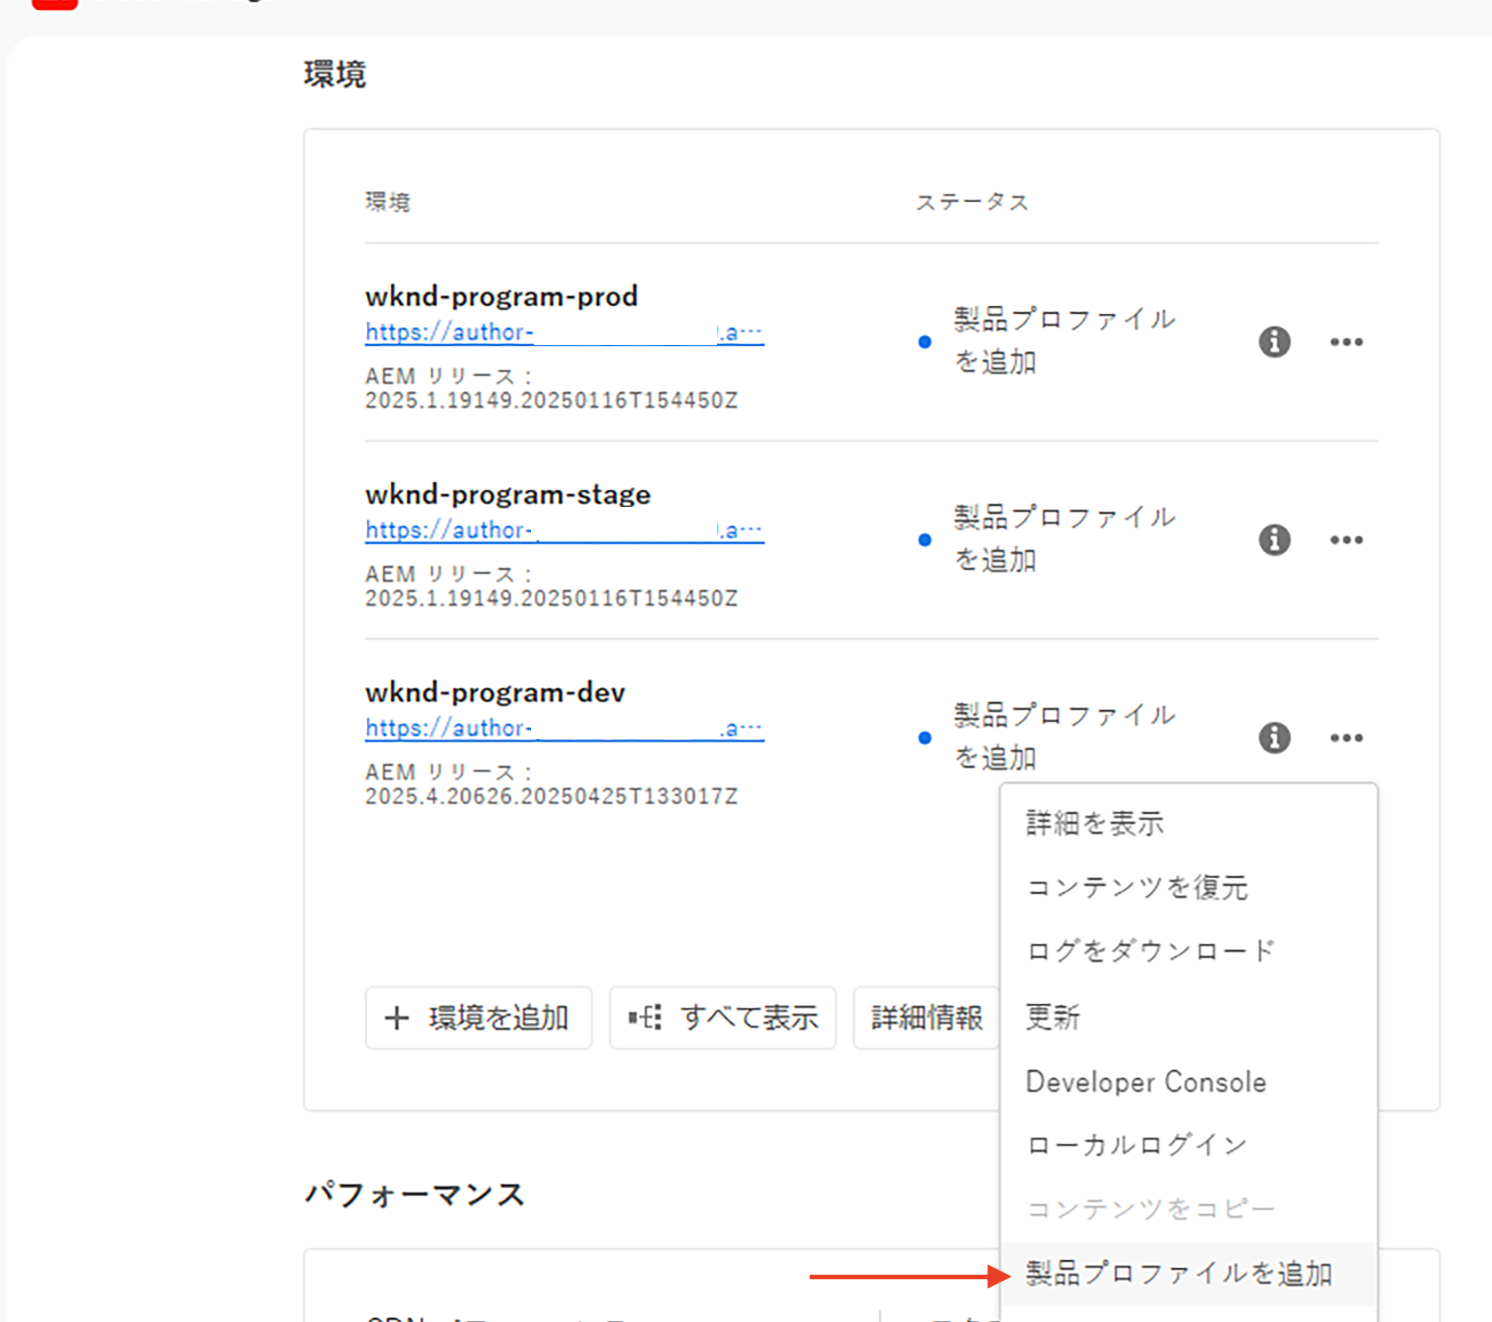 環境
環境
ステータス
wknd-program-prod
https://author-
.a…
AEM リリース：
2025.1.19149.20250116T154450Z
製品プロファイル
を追加
wknd-program-stage
https://author-
.a…
AEM リリース：
2025.1.19149.20250116T154450Z
製品プロファイル
を追加
wknd-program-dev
https://author-
.a…
AEM リリース：
2025.4.20626.20250425T133017Z
製品プロファイル
を追加
詳細を表示
コンテンツを復元
ログをダウンロード
更新
Developer Console
ローカルログイン
コンテンツをコピー
製品プロファイルを追加
環境を追加
すべて表示
詳細情報
パフォーマンス